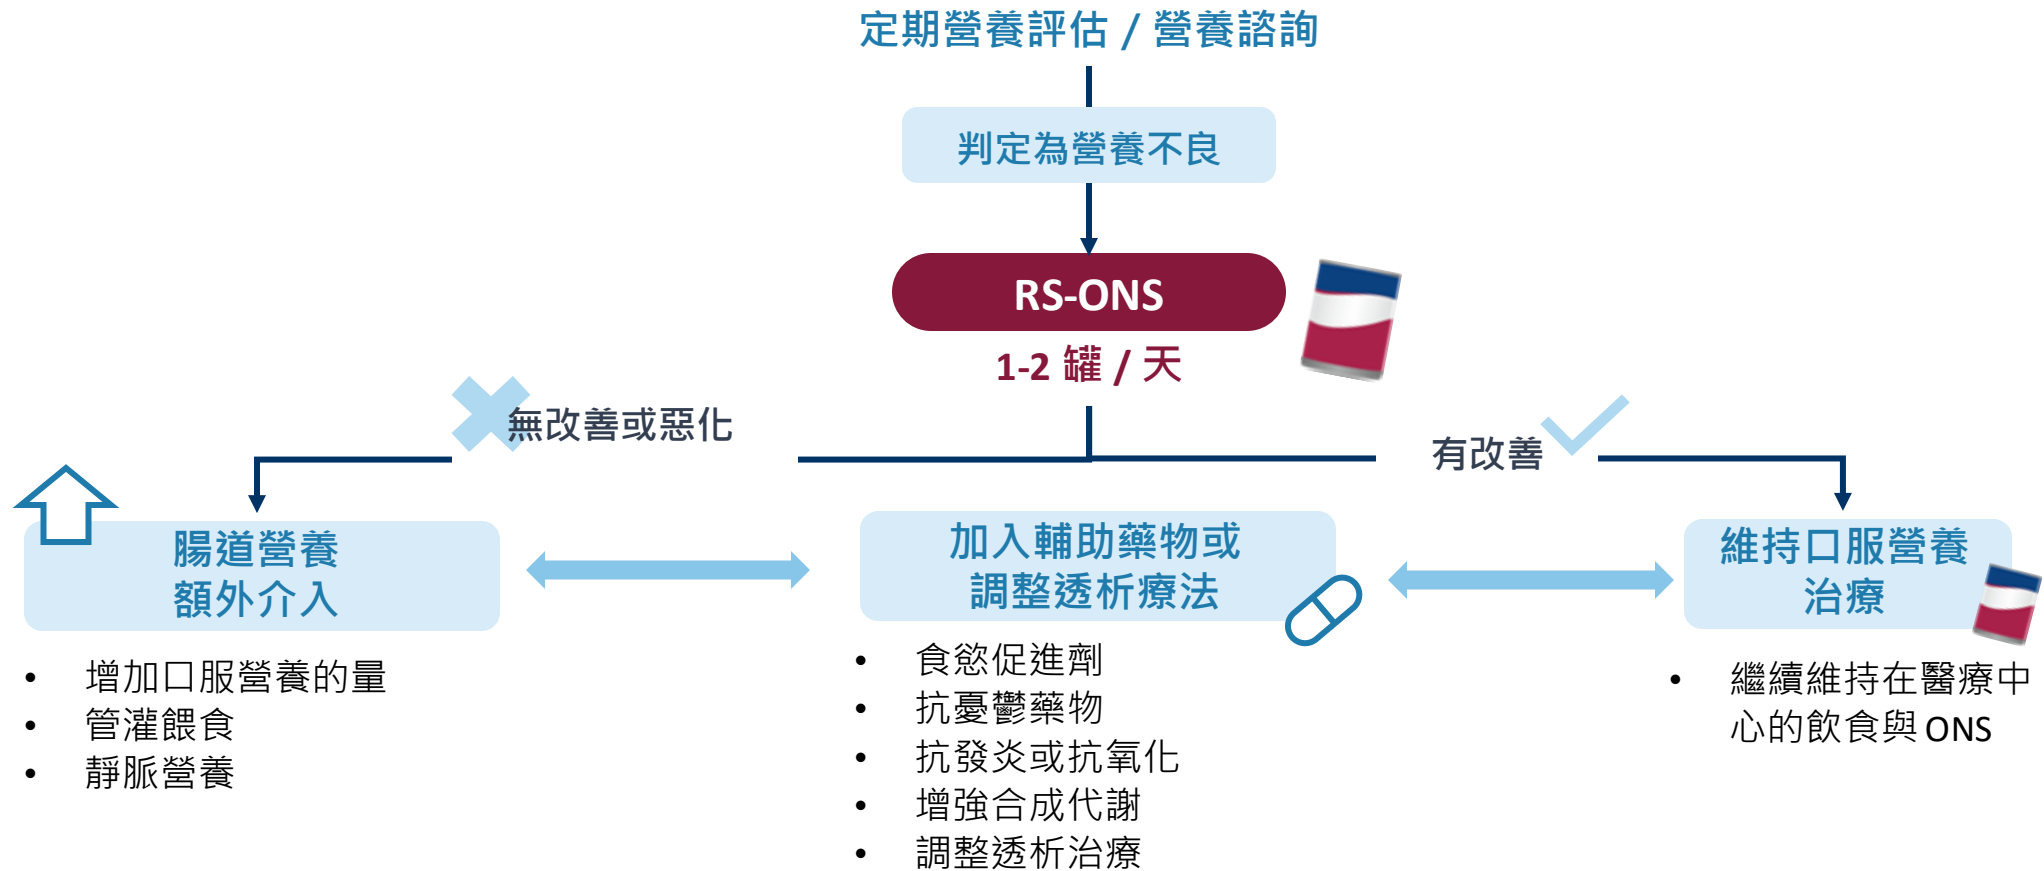 定期營養評估 / 營養諮詢
判定為營養不良
RS-ONS
1-2 罐 / 天
無改善或惡化
有改善
腸道營養
額外介入
• 增加口服營養的量
• 管灌餵食
• 靜脈營養
加入輔助藥物或
調整透析療法
• 食慾促進劑
• 抗憂鬱藥物
• 抗發炎或抗氧化
• 增強合成代謝
• 調整透析治療
維持口服營養
治療
• 繼續維持在醫療中
心的飲食與 ONS